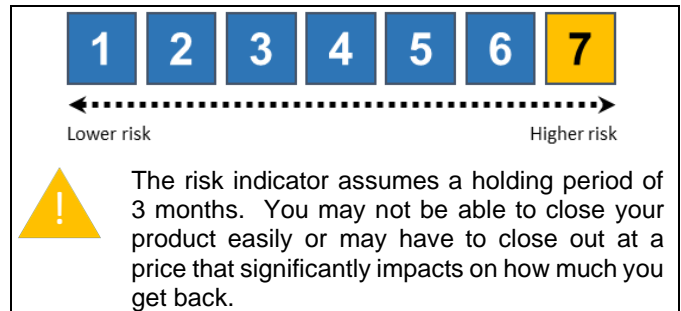 1 2 3 4 5 6 7
Lower risk Higher risk
!
The risk indicator assumes a holding period of
3 months. You may not be able to close your
product easily or may have to close out at a
price that significantly impacts on how much you
get back.